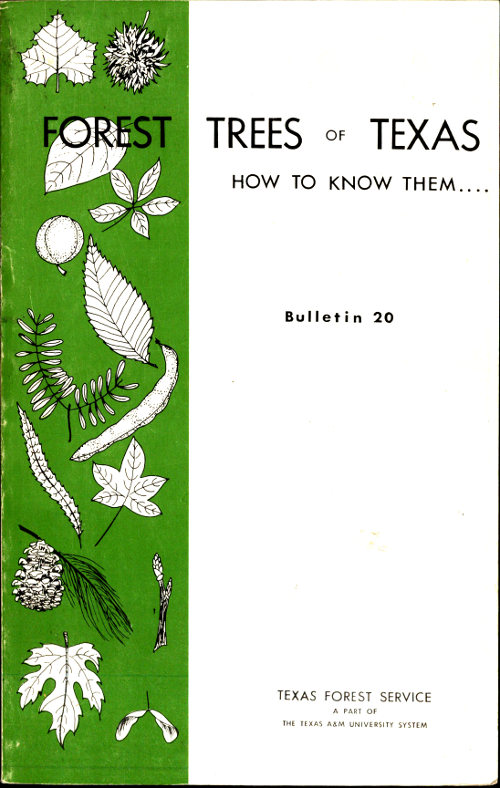 FOREST TREES OF TEXAS
HOW TO KNOW THEM....
Bulletin 20
TEXAS FOREST SERVICE
A PART OF
THE TEXAS A&M UNIVERSITY SYSTEM